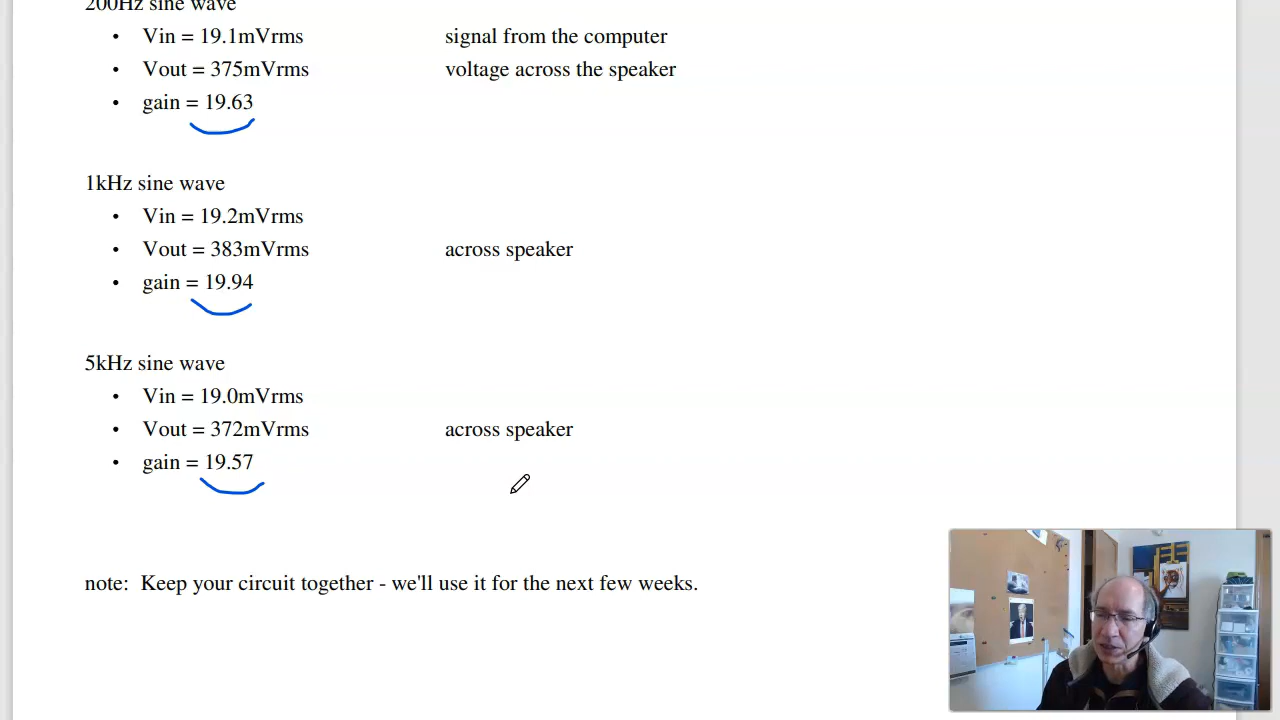 200Hz sine wave
• Vin = 19.1mVrms signal from the computer
• Vout = 375mVrms voltage across the speaker
• gain = 19.63
1kHz sine wave
• Vin = 19.2mVrms
• Vout = 383mVrms across speaker
• gain = 19.94
5kHz sine wave
• Vin = 19.0mVrms
• Vout = 372mVrms across speaker
• gain = 19.57
note: Keep your circuit together - we'll use it for the next few weeks.